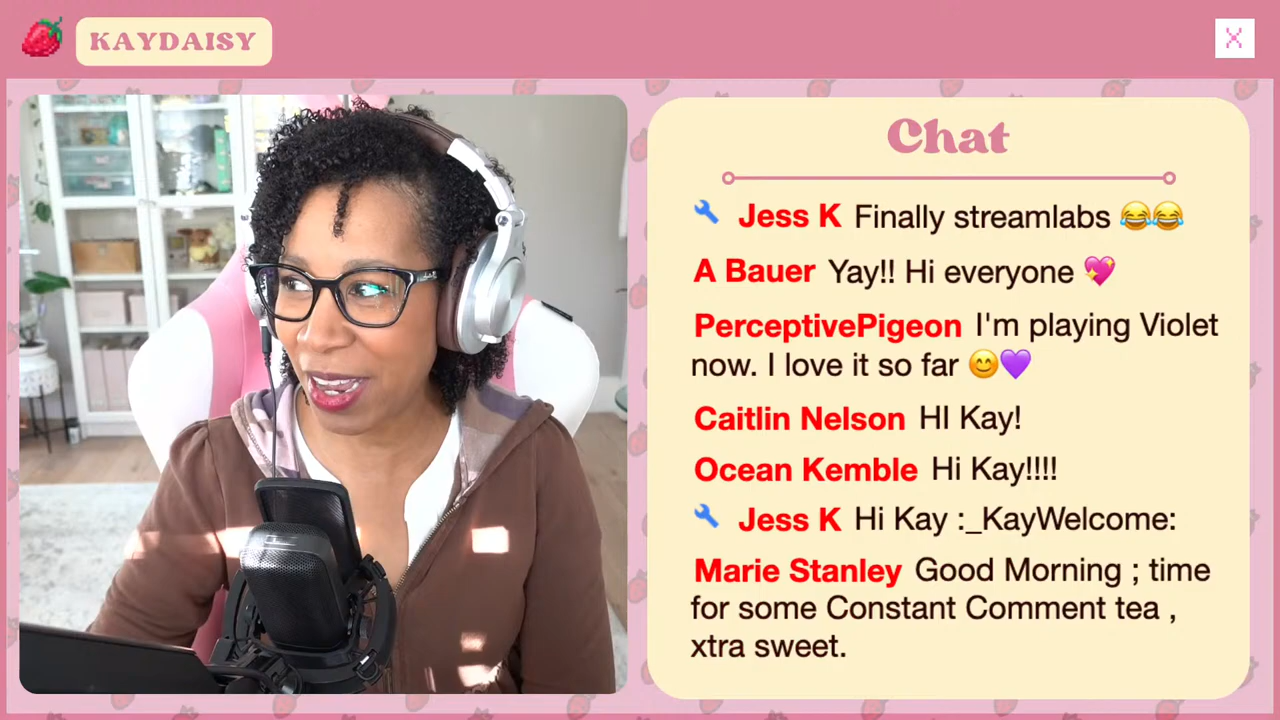 KAYDAISY
Chat
Jess K Finally streamlabs 😂😂
A Bauer Yay!! Hi everyone 💖
PerceptivePigeon I'm playing Violet
now. I love it so far 😊💜
Caitlin Nelson HI Kay!
Ocean Kemble Hi Kay!!!!
Jess K Hi Kay :_KayWelcome:
Marie Stanley Good Morning ; time
for some Constant Comment tea ,
xtra sweet.